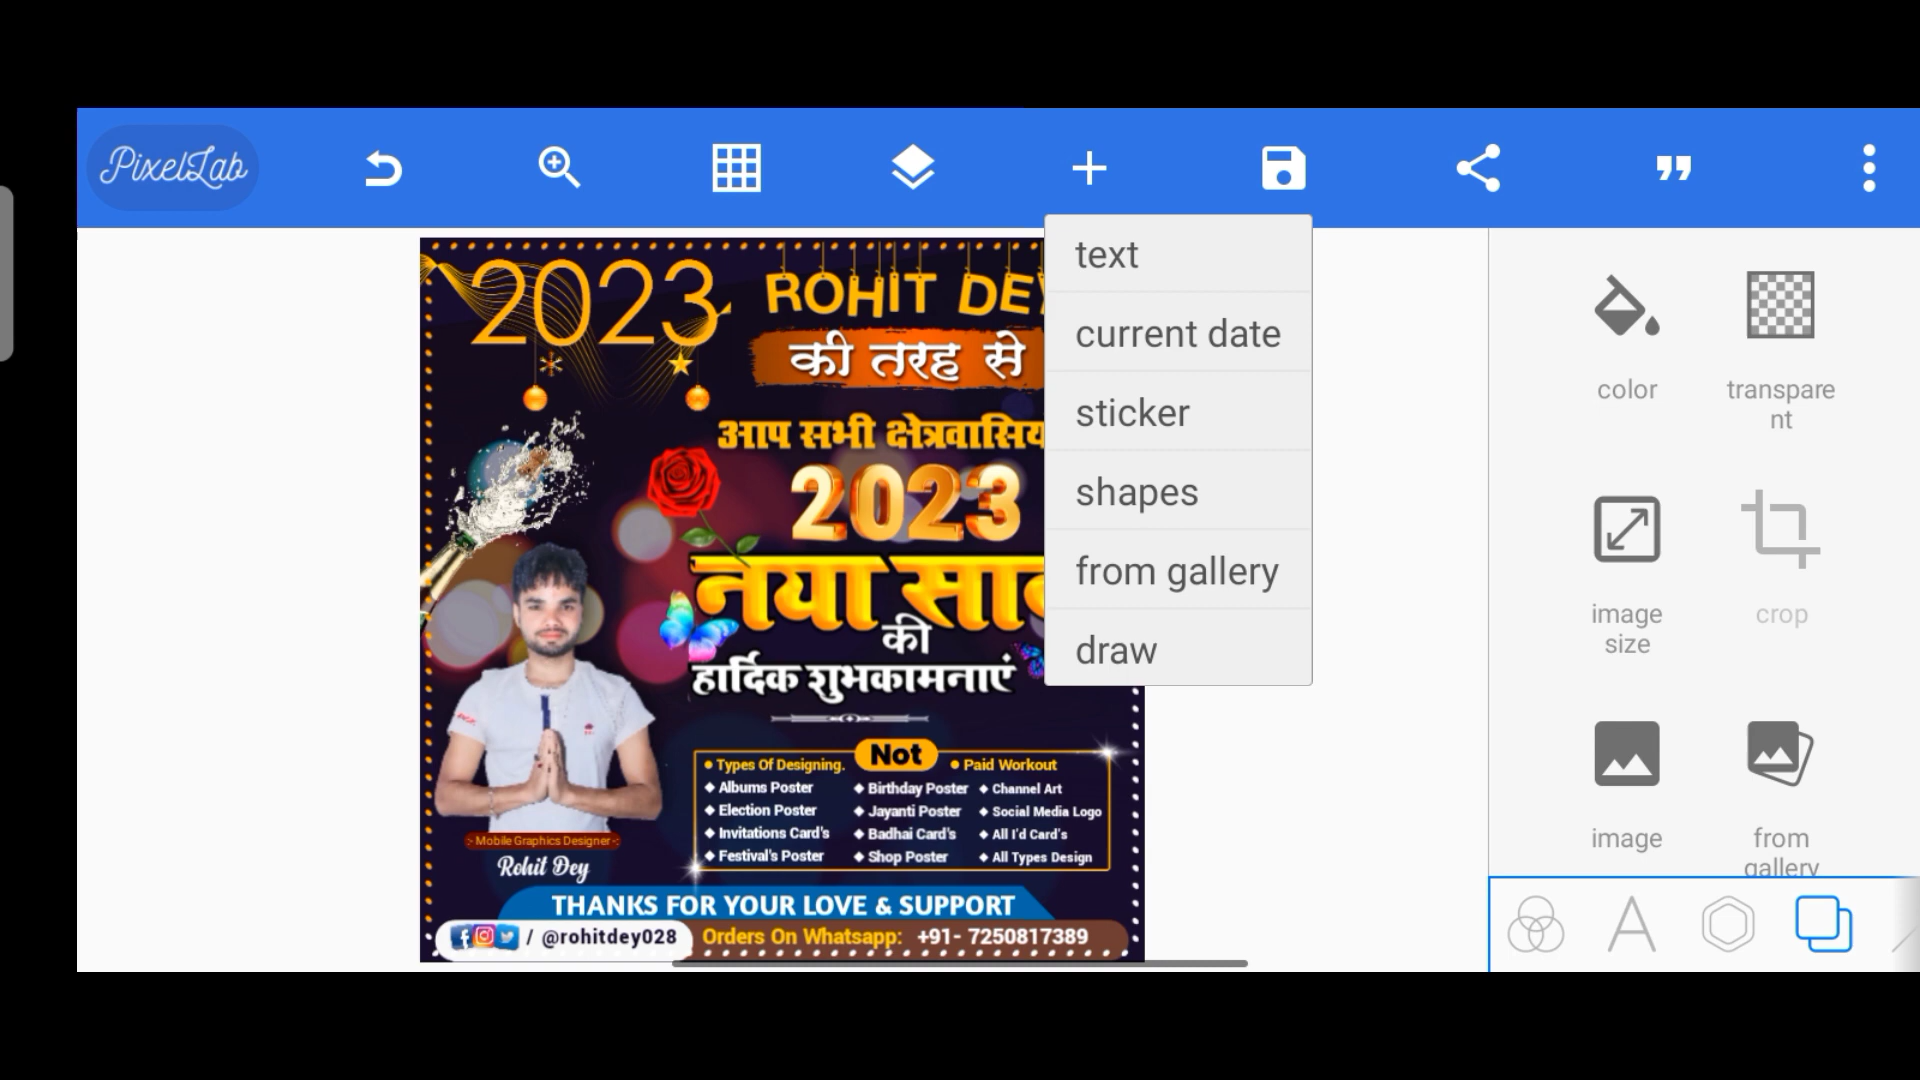 PixelLab
text
current date
sticker
shapes
from gallery
draw
2023
ROHIT DE
की तरह से
आप सभी क्षेत्रवासिय
2023
नया
की
हार्दिक शुभकामनाएं
Not
Types Of Designing.
Paid Workout
Albums Poster
Birthday Poster
Channel Art
Election Poster
Jayanti Poster
Social Media Logo
Invitations Card's
Badhai Card's
All I'd Card's
Festival's Poster
Shop Poster
All Types Design
:- Mobile Graphics Designer -:
Rohit Dey
THANKS FOR YOUR LOVE & SUPPORT
/ @rohitdey028
Orders On Whatsapp: +91- 7250817389
color
transpare
nt
image
size
crop
image
from
gallery